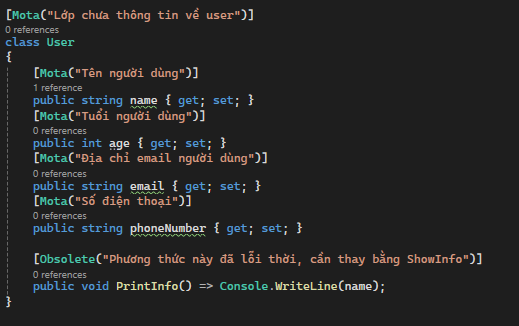 [Mota("Lớp chưa thông tin về user")]
0 references
class User
{
[Mota("Tên người dùng")]
1 reference
public string name { get; set; }
[Mota("Tuổi người dùng")]
0 references
public int age { get; set; }
[Mota("Địa chỉ email người dùng")]
0 references
public string email { get; set; }
[Mota("Số điện thoại")]
0 references
public string phoneNumber { get; set; }
[Obsolete("Phương thức này đã lỗi thời, cần thay bằng ShowInfo")]
0 references
public void PrintInfo() => Console.WriteLine(name);
}